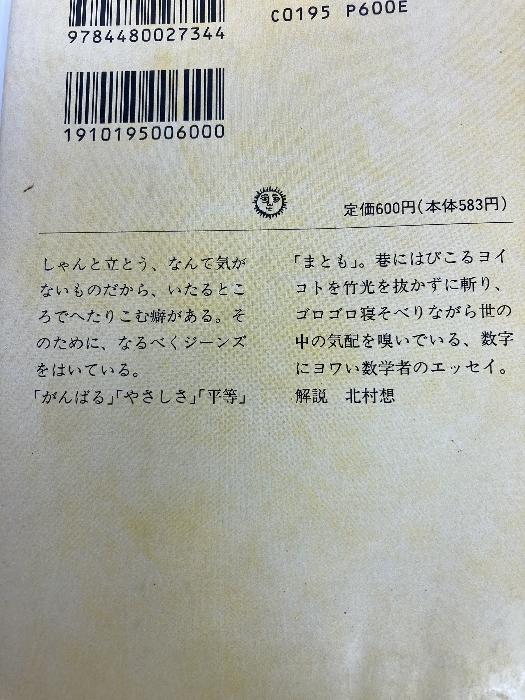 9784480027344
C0195 P600E
1910195006000
定価600円(本体583円)
しゃんと立とう、なんて気が
ないものだから、いたるとこ
ろでへたりこむ癖がある。そ
のために、なるべくジーンズ
をはいている。
「がんばる」「やさしさ」「平等」
「まとも」。巷にはびこるヨイ
コトを竹光を抜かずに斬り、
ゴロゴロ寝そべりながら世の
中の気配を嗅いでいる、数字
にヨワい数学者のエッセイ。
解説　北村想